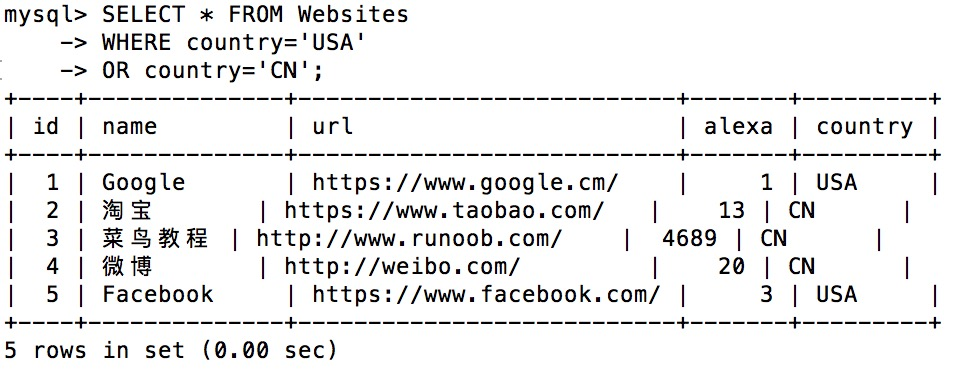 mysql> SELECT * FROM Websites
    -> WHERE country='USA'
    -> OR country='CN';
+----+--------------+---------------------------+-------+---------+
| id | name         | url                       | alexa | country |
+----+--------------+---------------------------+-------+---------+
|  1 | Google       | https://www.google.cm/    |     1 | USA     |
|  2 | 淘宝       | https://www.taobao.com/   |    13 | CN      |
|  3 | 菜鸟教程 | http://www.runoob.com/    |  4689 | CN      |
|  4 | 微博       | http://weibo.com/         |    20 | CN      |
|  5 | Facebook     | https://www.facebook.com/ |     3 | USA     |
+----+--------------+---------------------------+-------+---------+
5 rows in set (0.00 sec)